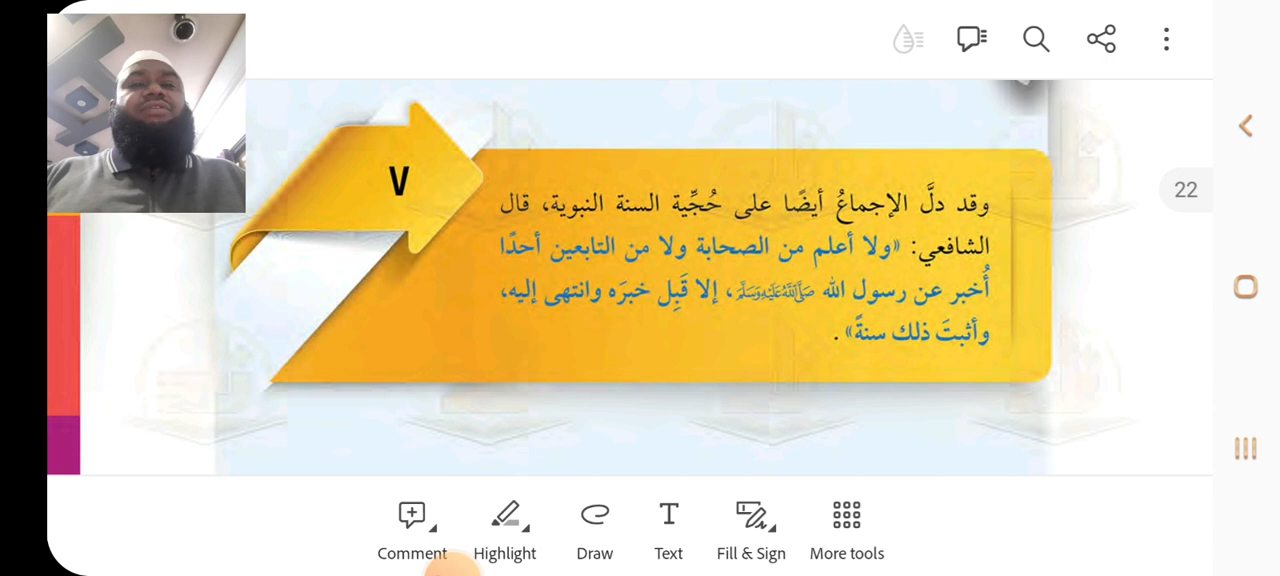 22
٧
وقد دلَّ الإجماعُ أيضًا على حُجِّية السنة النبوية، قال
الشافعي: «ولا أعلم من الصحابة ولا من التابعين أحدًا
أُخبر عن رسول الله ﷺ، إلا قَبِل خبرَه وانتهى إليه،
وأثبتَ ذلك سنةً».
Comment Highlight Draw Text Fill & Sign More tools